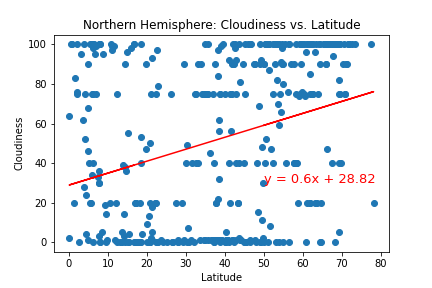 Northern Hemisphere: Cloudiness vs. Latitude
100
80
60
40
20
0
Cloudiness
y = 0.6x + 28.82
0 10 20 30 40 50 60 70 80
Latitude